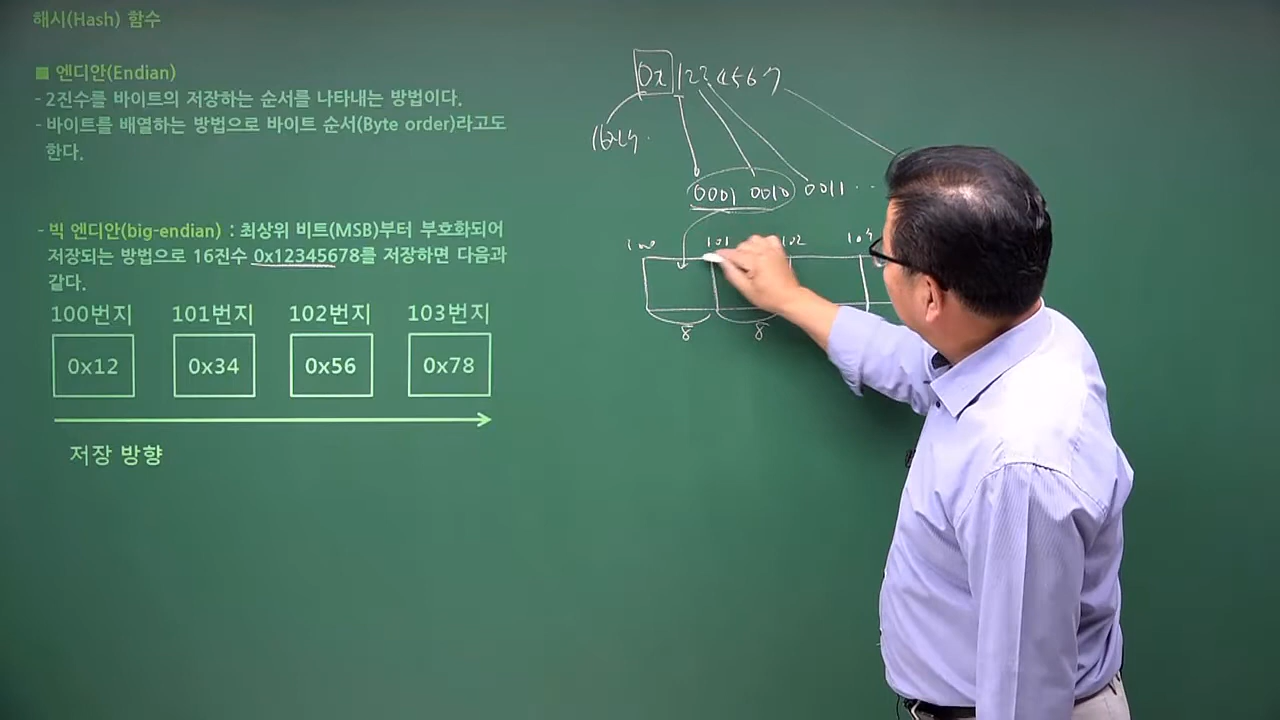 해시(Hash) 함수
■ 엔디안(Endian)
- 2진수를 바이트의 저장하는 순서를 나타내는 방법이다.
- 바이트를 배열하는 방법으로 바이트 순서(Byte order)라고도
한다.
- 빅 엔디안(big-endian) : 최상위 비트(MSB)부터 부호화되어
저장되는 방법으로 16진수 0x12345678를 저장하면 다음과
같다.
100번지 101번지 102번지 103번지
0x12 0x34 0x56 0x78
저장 방향
0x1234567
0001 0010 0011 ...
100 101 102
8 8